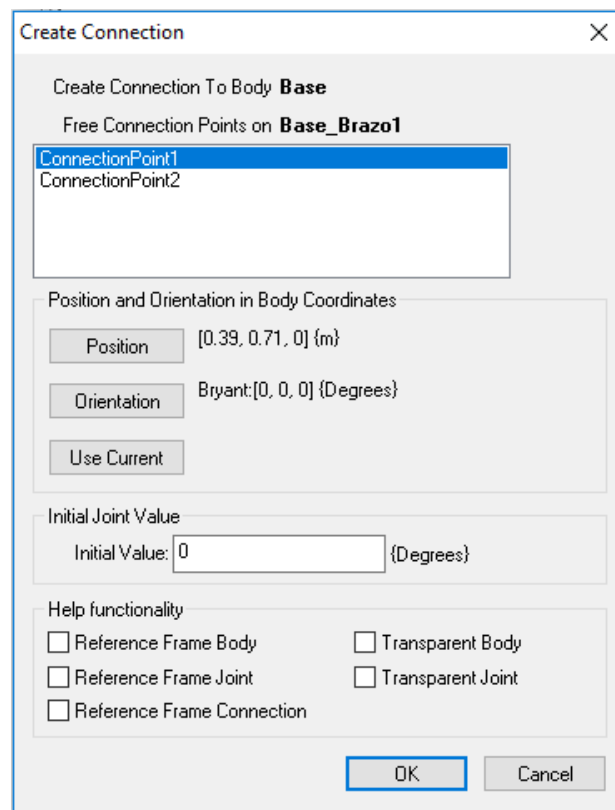 Create Connection
Create Connection To Body Base
Free Connection Points on Base_Brazo1
ConnectionPoint1
ConnectionPoint2
Position and Orientation in Body Coordinates
Position [0.39, 0.71, 0] {m}
Orientation Bryant:[0, 0, 0] {Degrees}
Use Current
Initial Joint Value
Initial Value: 0 {Degrees}
Help functionality
Reference Frame Body Transparent Body
Reference Frame Joint Transparent Joint
Reference Frame Connection
OK Cancel